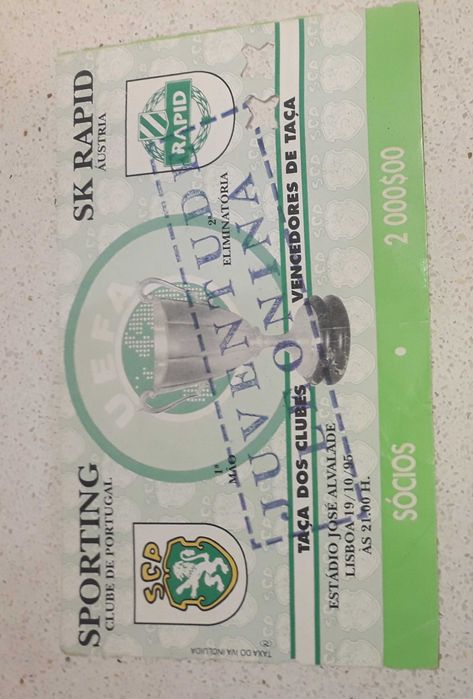 SPORTING
CLUBE DE PORTUGAL
SK RAPID
ÁUSTRIA
SCP
RAPID
UEFA
1ª
MÃO
2ª
ELIMINATÓRIA
JUVENTUDE
LEONINA
TAÇA DOS CLUBES VENCEDORES DE TAÇA
ESTÁDIO JOSÉ ALVALADE
LISBOA 19/10/95
ÀS 21.00 H.
TAXA DO IVA INCLUIDA
SÓCIOS • 2 000$00